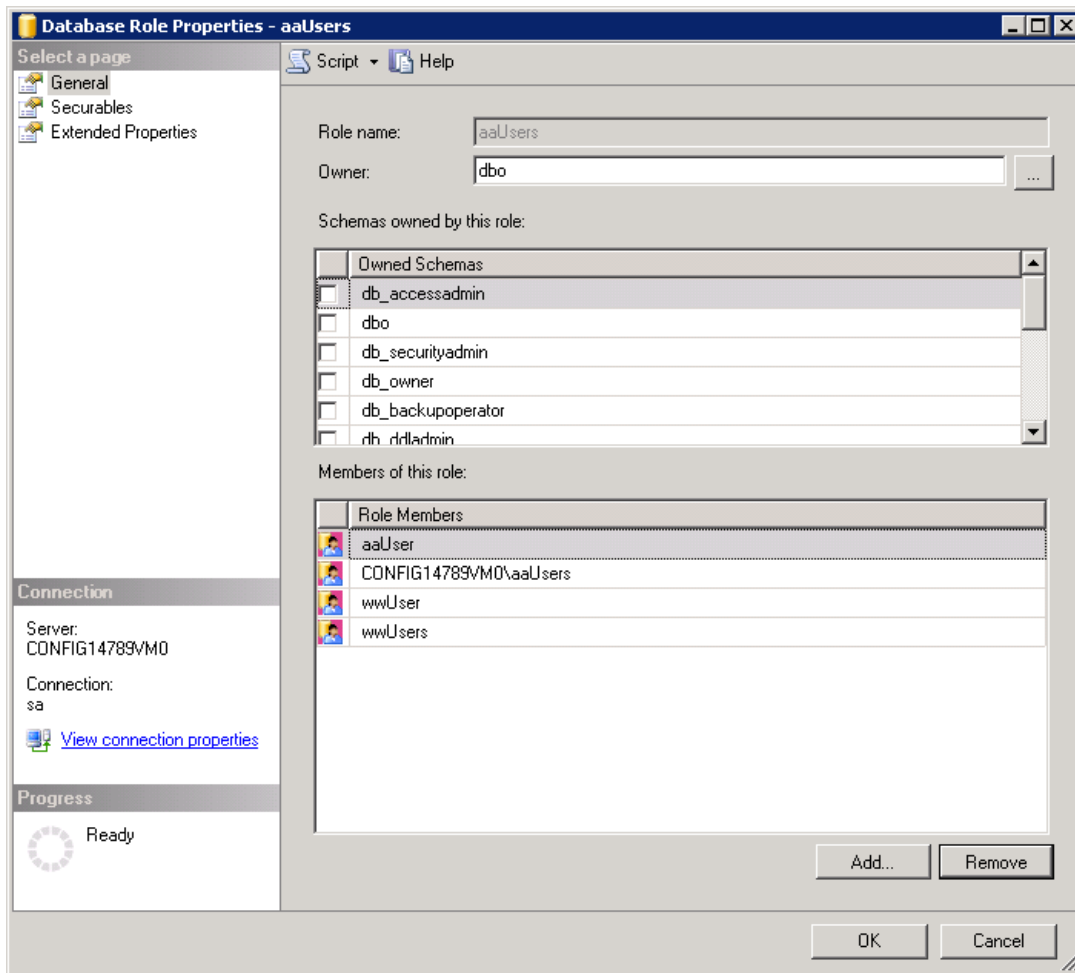 Database Role Properties - aaUsers
Select a page
General
Securables
Extended Properties
Script
Help
Role name:
aaUsers
Owner:
dbo
...
Schemas owned by this role:
Owned Schemas
db_accessadmin
dbo
db_securityadmin
db_owner
db_backupoperator
db_ddladmin
Members of this role:
Role Members
aaUser
CONFIG14789VM0\aaUsers
wwUser
wwUsers
Connection
Server:
CONFIG14789VM0
Connection:
sa
View connection properties
Progress
Ready
Add...
Remove
OK
Cancel